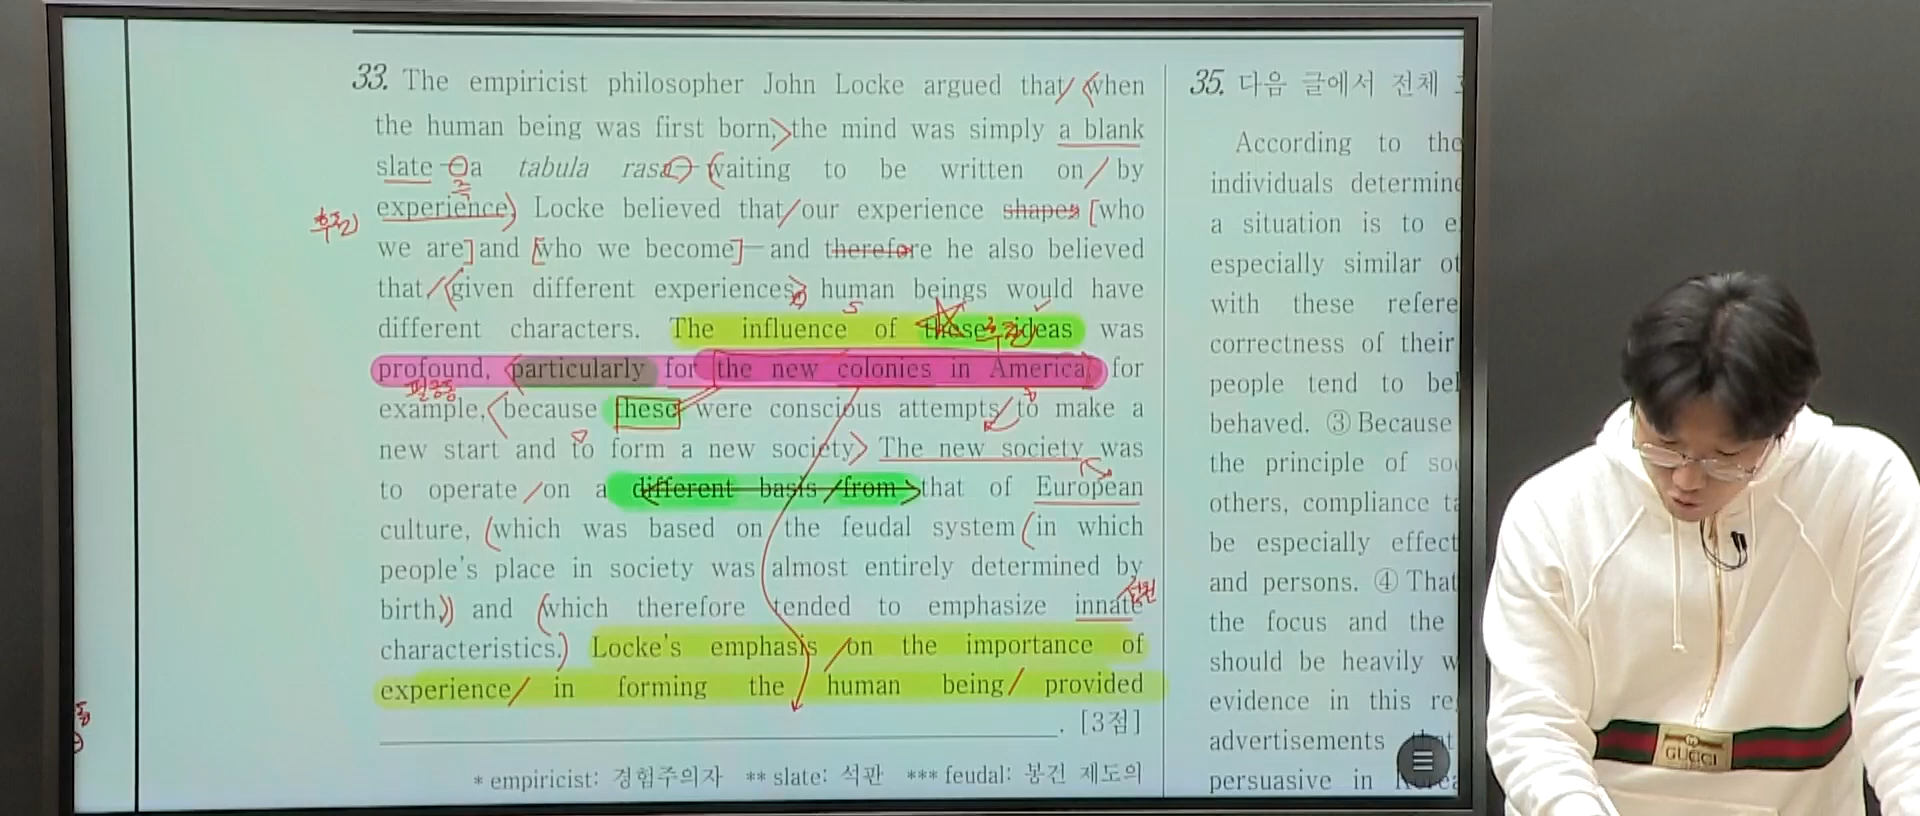 33. The empiricist philosopher John Locke argued that when
the human being was first born, the mind was simply a blank
slate — a tabula rasa — waiting to be written on by
experience. Locke believed that our experience shapes who
후천
we are and who we become — and therefore he also believed
that given different experiences, human beings would have
S
different characters. The influence of these ideas was
profound, particularly for the new colonies in America, for
example, because these were conscious attempts to make a
new start and to form a new society. The new society was
to operate on a different basis from that of European
culture, which was based on the feudal system in which
people's place in society was almost entirely determined by
birth, and which therefore tended to emphasize innate
characteristics. Locke's emphasis on the importance of
experience in forming the human being provided
. [3점]
* empiricist: 경험주의자 ** slate: 석판 *** feudal: 봉건 제도의
35. 다음 글에서 전체
According to the
individuals determine
a situation is to e
especially similar ot
with these refere
correctness of their
people tend to bel
behaved. ③ Because
the principle of so
others, compliance ta
be especially effect
and persons. ④ That
the focus and the
should be heavily w
evidence in this re
advertisements that
persuasive in
GUCCI